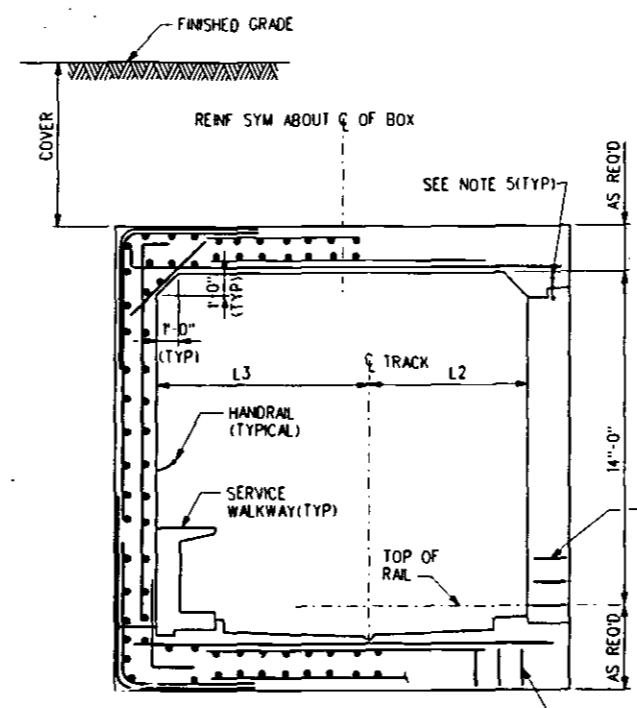 FINISHED GRADE
COVER
REINF SYM ABOUT ℄ OF BOX
AS REQ'D
SEE NOTE 5(TYP)
1'-0"
(TYP)
1'-0"
(TYP)
℄ TRACK
L3
L2
HANDRAIL
(TYPICAL)
14'-0"
SERVICE
WALKWAY(TYP)
TOP OF
RAIL
AS REQ'D